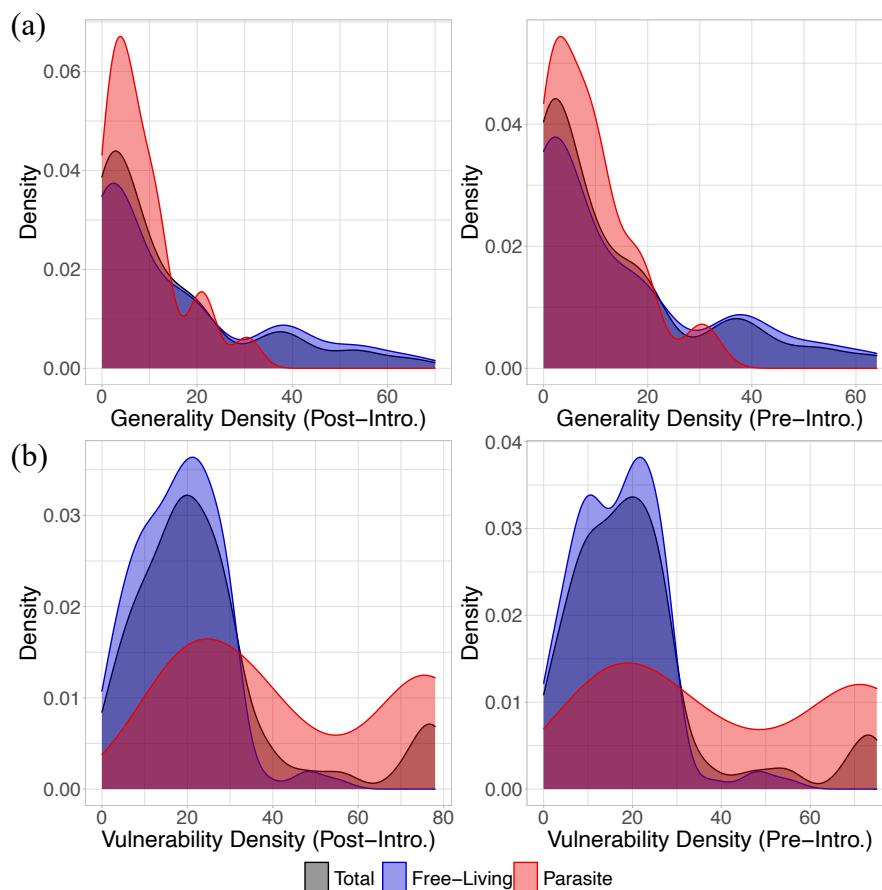 (a)
0.06
0.04
0.02
0.00
Density
0 20 40 60
Generality Density (Post−Intro.)
0.04
0.02
0.00
Density
0 20 40 60
Generality Density (Pre−Intro.)
(b)
0.03
0.02
0.01
0.00
Density
0 20 40 60 80
Vulnerability Density (Post−Intro.)
0.04
0.03
0.02
0.01
0.00
Density
0 20 40 60
Vulnerability Density (Pre−Intro.)
Total Free−Living Parasite